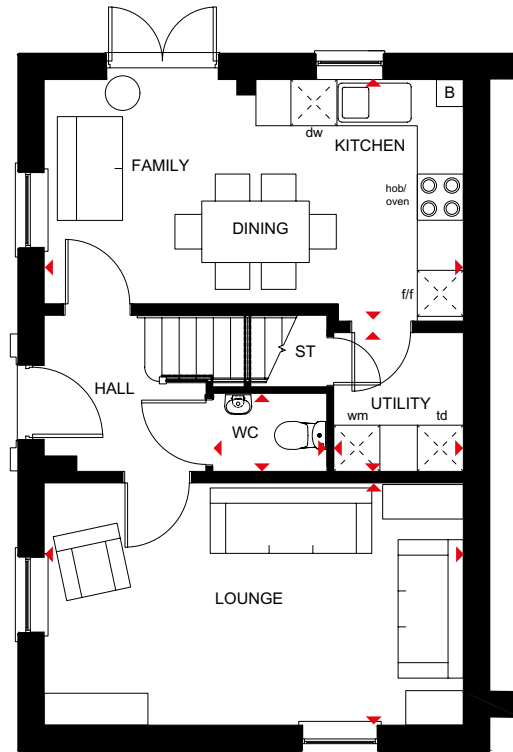 B
dw
KITCHEN
FAMILY
hob/
oven
DINING
f/f
ST
HALL
UTILITY
wm
td
WC
LOUNGE